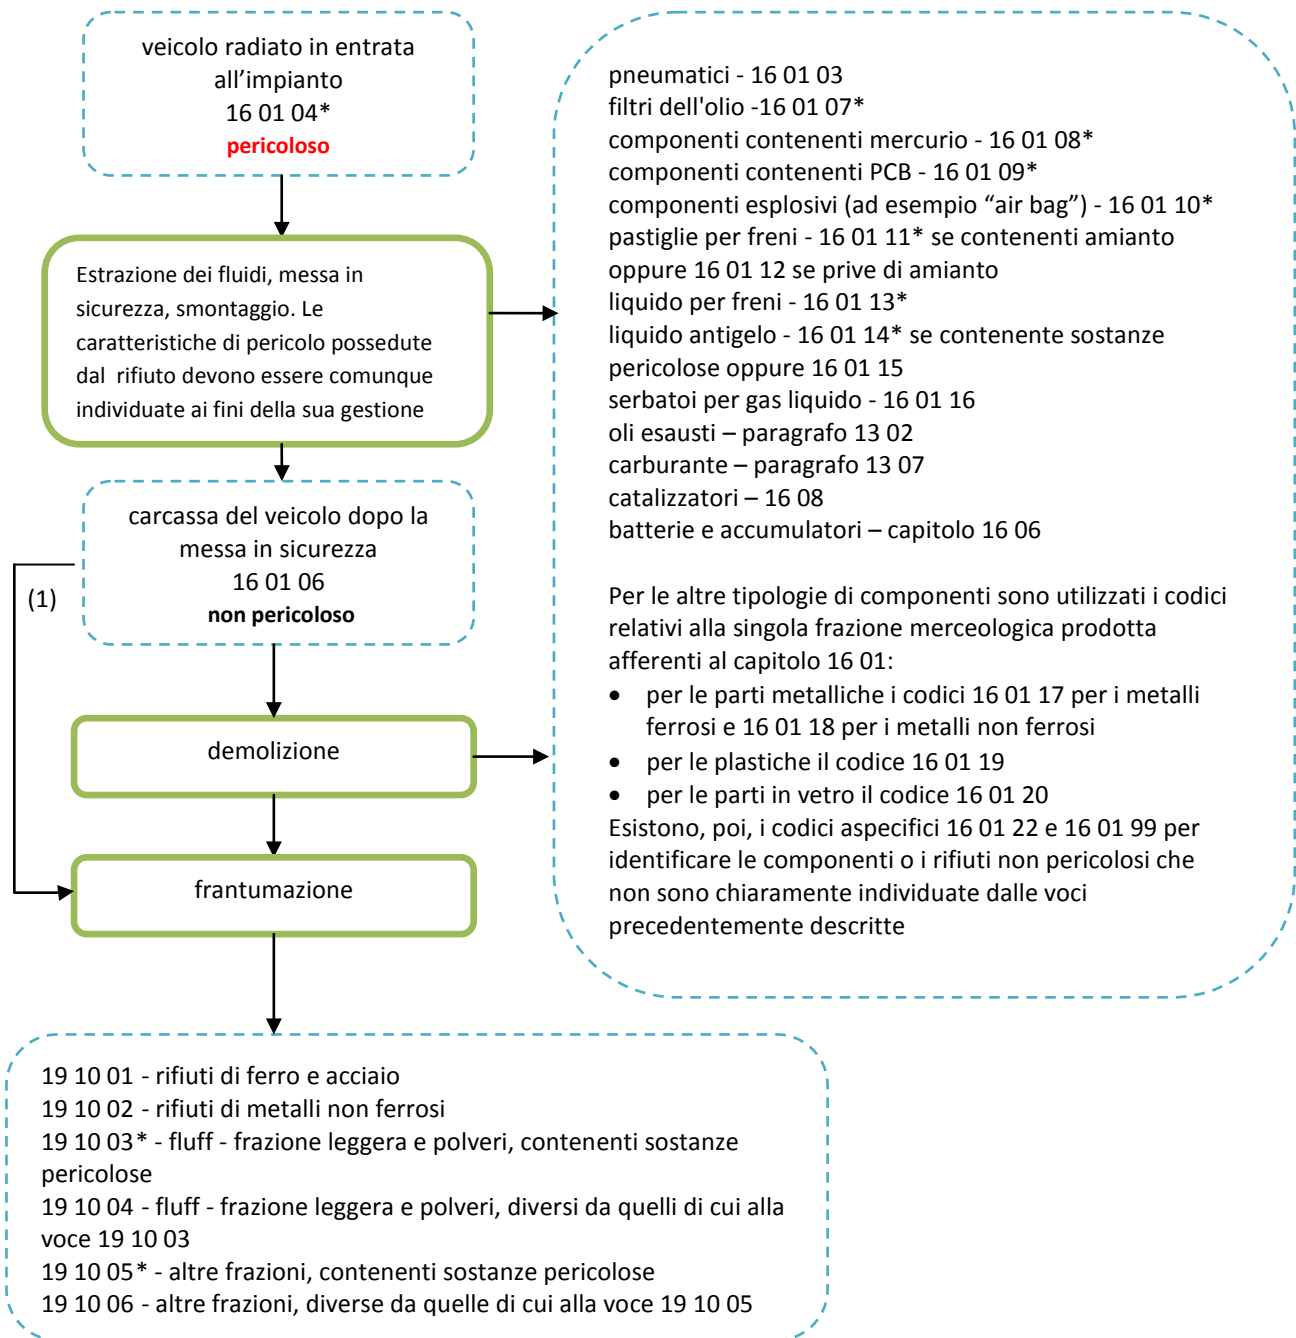 veicolo radiato in entrata
all’impianto
16 01 04*
pericoloso
Estrazione dei fluidi, messa in
sicurezza, smontaggio. Le
caratteristiche di pericolo possedute
dal rifiuto devono essere comunque
individuate ai fini della sua gestione
carcassa del veicolo dopo la
messa in sicurezza
16 01 06
non pericoloso
(1)
demolizione
frantumazione
pneumatici - 16 01 03
filtri dell'olio -16 01 07*
componenti contenenti mercurio - 16 01 08*
componenti contenenti PCB - 16 01 09*
componenti esplosivi (ad esempio “air bag”) - 16 01 10*
pastiglie per freni - 16 01 11* se contenenti amianto
oppure 16 01 12 se prive di amianto
liquido per freni - 16 01 13*
liquido antigelo - 16 01 14* se contenente sostanze
pericolose oppure 16 01 15
serbatoi per gas liquido - 16 01 16
oli esausti – paragrafo 13 02
carburante – paragrafo 13 07
catalizzatori – 16 08
batterie e accumulatori – capitolo 16 06
Per le altre tipologie di componenti sono utilizzati i codici
relativi alla singola frazione merceologica prodotta
afferenti al capitolo 16 01:
• per le parti metalliche i codici 16 01 17 per i metalli
ferrosi e 16 01 18 per i metalli non ferrosi
• per le plastiche il codice 16 01 19
• per le parti in vetro il codice 16 01 20
Esistono, poi, i codici aspecifici 16 01 22 e 16 01 99 per
identificare le componenti o i rifiuti non pericolosi che
non sono chiaramente individuate dalle voci
precedentemente descritte
19 10 01 - rifiuti di ferro e acciaio
19 10 02 - rifiuti di metalli non ferrosi
19 10 03* - fluff - frazione leggera e polveri, contenenti sostanze
pericolose
19 10 04 - fluff - frazione leggera e polveri, diversi da quelli di cui alla
voce 19 10 03
19 10 05* - altre frazioni, contenenti sostanze pericolose
19 10 06 - altre frazioni, diverse da quelle di cui alla voce 19 10 05